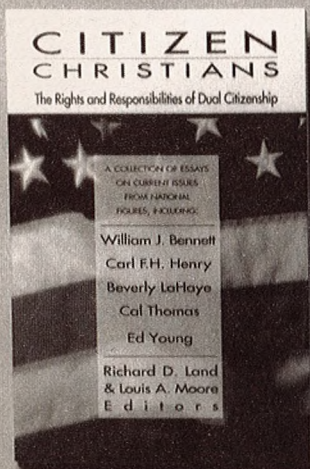 CITIZEN
CHRISTIANS
The Rights and Responsibilities of Dual Citizenship
A COLLECTION OF ESSAYS
ON CURRENT ISSUES
FROM NATIONAL
FIGURES, INCLUDING:
William J. Bennett
Carl F.H. Henry
Beverly LaHaye
Cal Thomas
Ed Young
Richard D. Land
& Louis A. Moore
Editors